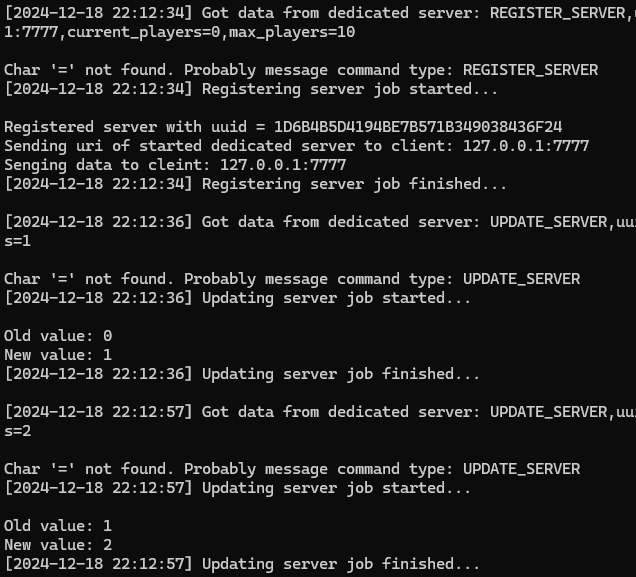 [2024-12-18 22:12:34] Got data from dedicated server: REGISTER_SERVER,
1:7777,current_players=0,max_players=10
Char '=' not found. Probably message command type: REGISTER_SERVER
[2024-12-18 22:12:34] Registering server job started...
Registered server with uuid = 1D6B4B5D4194BE7B571B349038436F24
Sending uri of started dedicated server to client: 127.0.0.1:7777
Senging data to cleint: 127.0.0.1:7777
[2024-12-18 22:12:34] Registering server job finished...
[2024-12-18 22:12:36] Got data from dedicated server: UPDATE_SERVER,uu
s=1
Char '=' not found. Probably message command type: UPDATE_SERVER
[2024-12-18 22:12:36] Updating server job started...
Old value: 0
New value: 1
[2024-12-18 22:12:36] Updating server job finished...
[2024-12-18 22:12:57] Got data from dedicated server: UPDATE_SERVER,uu
s=2
Char '=' not found. Probably message command type: UPDATE_SERVER
[2024-12-18 22:12:57] Updating server job started...
Old value: 1
New value: 2
[2024-12-18 22:12:57] Updating server job finished...